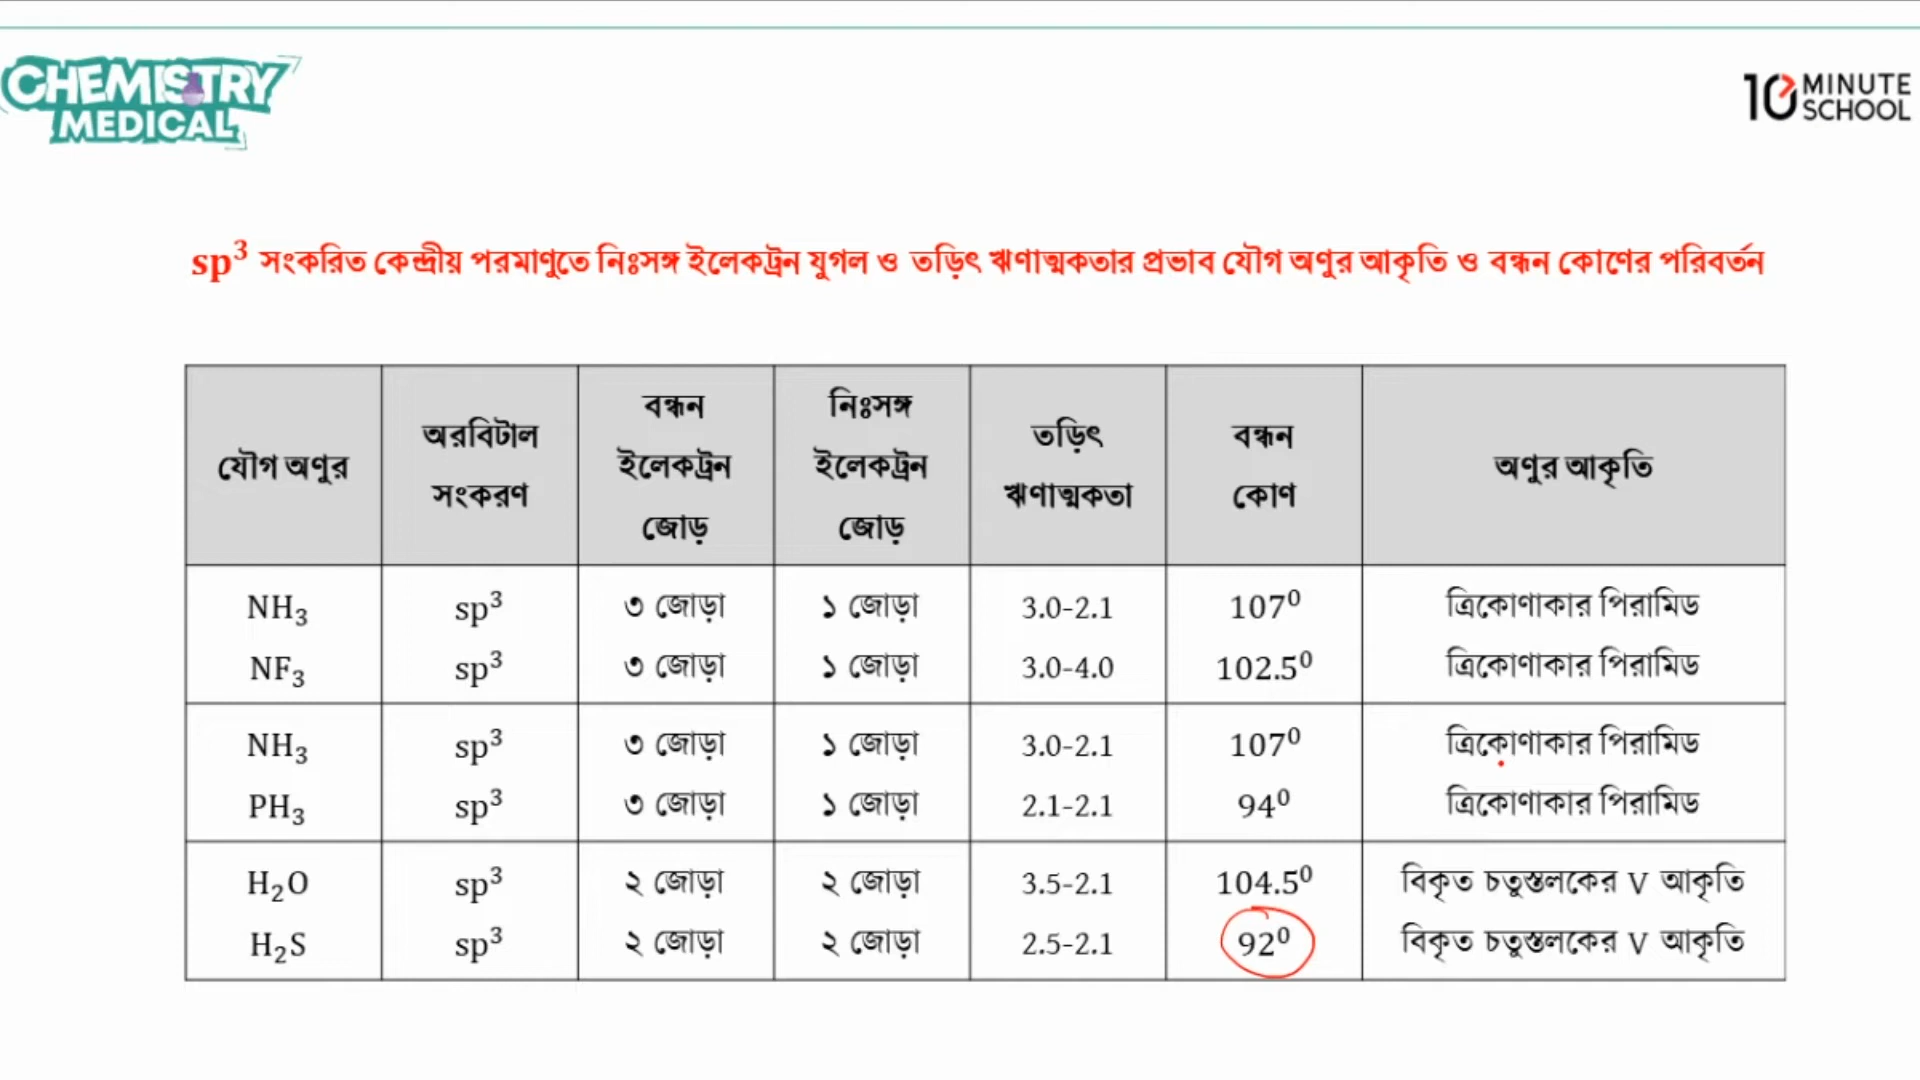 CHEMISTRY
MEDICAL
10 MINUTE
SCHOOL
sp³ সংকরিত কেন্দ্রীয় পরমাণুতে নিঃসঙ্গ ইলেকট্রন যুগল ও তড়িৎ ঋণাত্মকতার প্রভাব যৌগ অণুর আকৃতি ও বন্ধন কোণের পরিবর্তন
যৌগ অণুর
অরবিটাল
সংকরণ
বন্ধন
ইলেকট্রন
জোড়
নিঃসঙ্গ
ইলেকট্রন
জোড়
তড়িৎ
ঋণাত্মকতা
বন্ধন
কোণ
অণুর আকৃতি
NH₃ sp³ ৩ জোড়া ১ জোড়া 3.0-2.1 107⁰ ত্রিকোণাকার পিরামিড
NF₃ sp³ ৩ জোড়া ১ জোড়া 3.0-4.0 102.5⁰ ত্রিকোণাকার পিরামিড
NH₃ sp³ ৩ জোড়া ১ জোড়া 3.0-2.1 107⁰ ত্রিকোণাকার পিরামিড
PH₃ sp³ ৩ জোড়া ১ জোড়া 2.1-2.1 94⁰ ত্রিকোণাকার পিরামিড
H₂O sp³ ২ জোড়া ২ জোড়া 3.5-2.1 104.5⁰ বিকৃত চতুস্তলকের V আকৃতি
H₂S sp³ ২ জোড়া ২ জোড়া 2.5-2.1 92⁰ বিকৃত চতুস্তলকের V আকৃতি